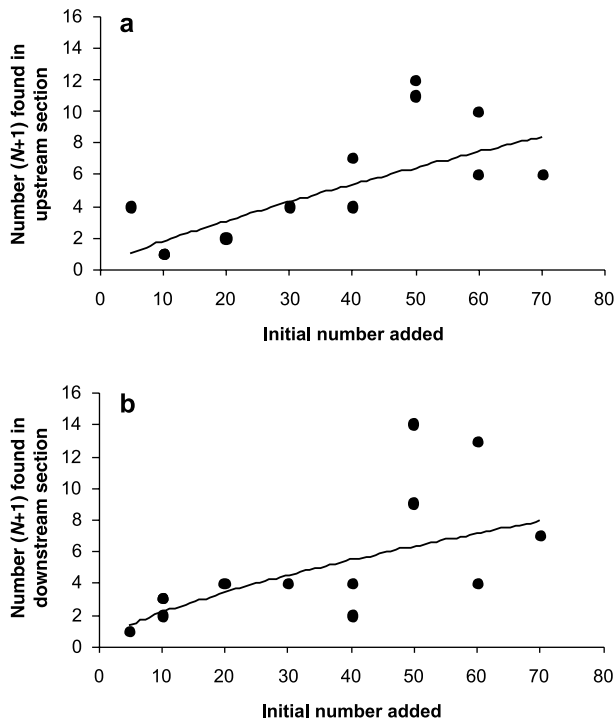 a
Number (N+1) found in
upstream section
16
14
12
10
8
6
4
2
0
0 10 20 30 40 50 60 70 80
Initial number added
b
Number (N+1) found in
downstream section
16
14
12
10
8
6
4
2
0
0 10 20 30 40 50 60 70 80
Initial number added